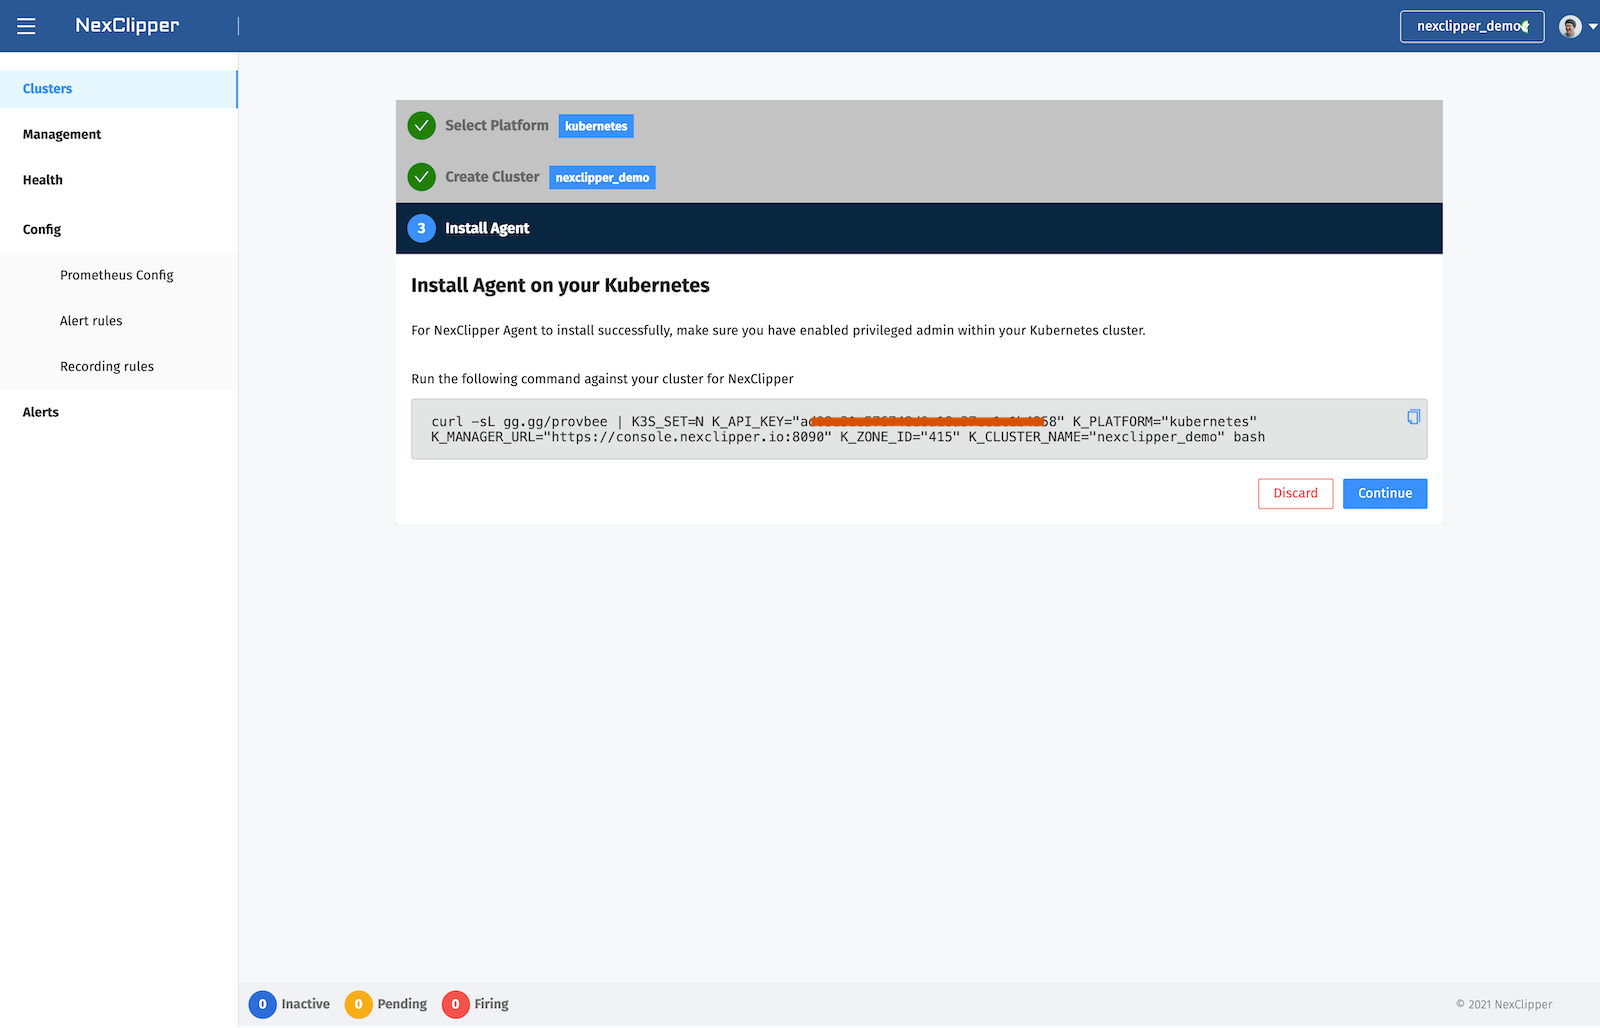 NexClipper
nexclipper_demo
Clusters
Management
Health
Config
Prometheus Config
Alert rules
Recording rules
Alerts
Select Platform kubernetes
Create Cluster nexclipper_demo
3 Install Agent
Install Agent on your Kubernetes
For NexClipper Agent to install successfully, make sure you have enabled privileged admin within your Kubernetes cluster.
Run the following command against your cluster for NexClipper
curl -sL gg.gg/provbee | K3S_SET=N K_PLATFORM="kubernetes"
K_MANAGER_URL="https://console.nexclipper.io:8090" K_ZONE_ID="415" K_CLUSTER_NAME="nexclipper_demo" bash
Discard Continue
0 Inactive 0 Pending 0 Firing
© 2021 NexClipper